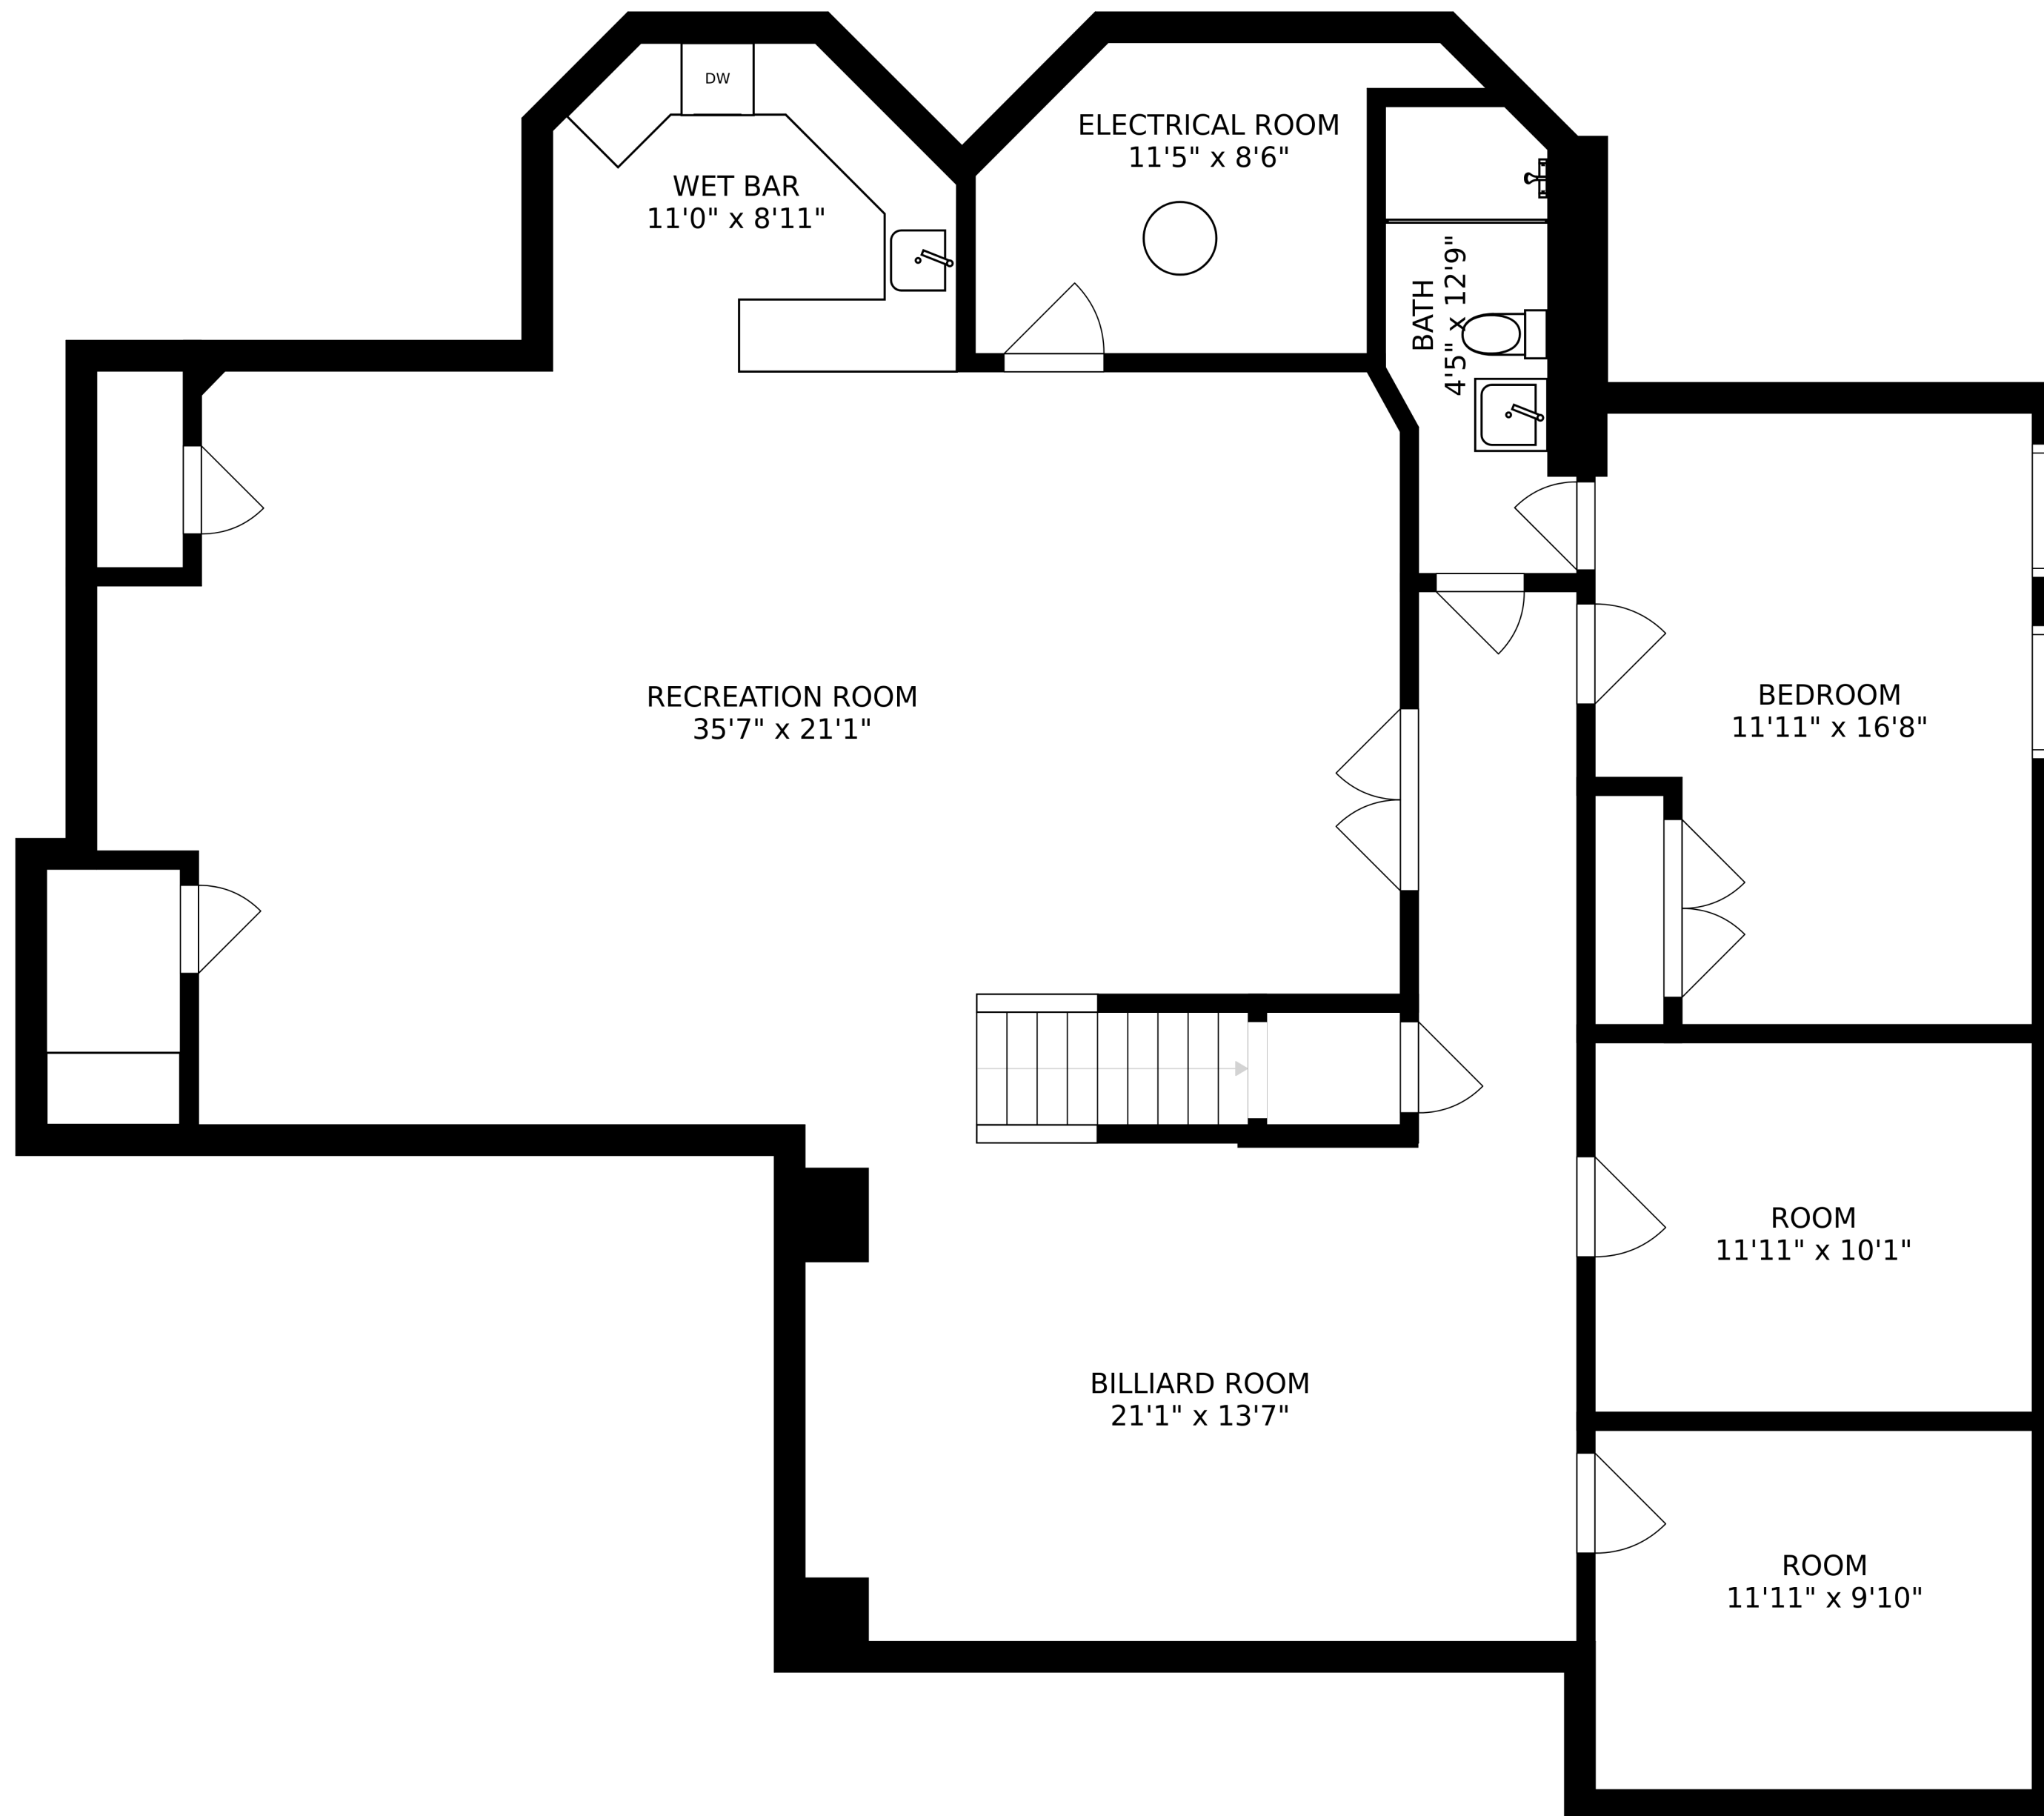 DW
ELECTRICAL ROOM
11'5" x 8'6"
WET BAR
11'0" x 8'11"
BATH
4'5" x 12'9"
RECREATION ROOM
35'7" x 21'1"
BEDROOM
11'11" x 16'8"
ROOM
11'11" x 10'1"
BILLIARD ROOM
21'1" x 13'7"
ROOM
11'11" x 9'10"